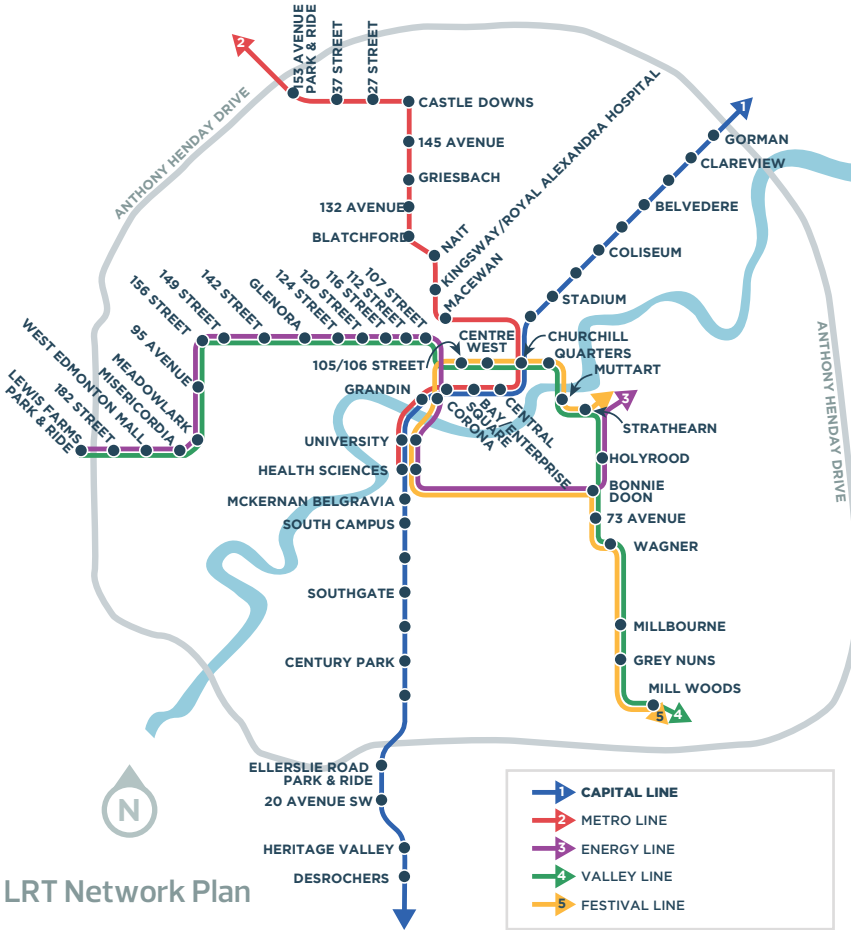 2
153 AVENUE
PARK & RIDE
37 STREET
27 STREET
CASTLE DOWNS
145 AVENUE
GRIESBACH
132 AVENUE
BLATCHFORD
NAIT
KINGSWAY/ROYAL ALEXANDRA HOSPITAL
MACEWAN
1
GORMAN
CLAREVIEW
BELVEDERE
COLISEUM
STADIUM
CHURCHILL
QUARTERS
MUTTART
3
STRATHEARN
HOLYROOD
BONNIE
DOON
73 AVENUE
WAGNER
MILLBOURNE
GREY NUNS
MILL WOODS
5
4
ANTHONY HENDAY DRIVE
ANTHONY HENDAY DRIVE
LEWIS FARMS
PARK & RIDE
182 STREET
WEST EDMONTON MALL
MISERICORDIA
MEADOWLARK
95 AVENUE
156 STREET
149 STREET
142 STREET
GLENORA
124 STREET
120 STREET
116 STREET
112 STREET
107 STREET
105/106 STREET
CENTRE
WEST
GRANDIN
CORONA
BAY/ENTERPRISE
SQUARE
CENTRAL
UNIVERSITY
HEALTH SCIENCES
MCKERNAN BELGRAVIA
SOUTH CAMPUS
SOUTHGATE
CENTURY PARK
ELLERSLIE ROAD
PARK & RIDE
20 AVENUE SW
HERITAGE VALLEY
DESROCHERS
N
LRT Network Plan
1 CAPITAL LINE
2 METRO LINE
3 ENERGY LINE
4 VALLEY LINE
5 FESTIVAL LINE